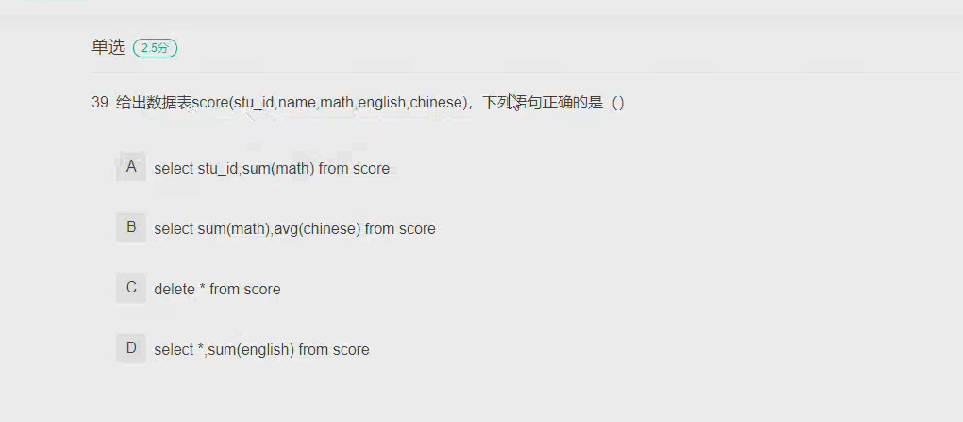 单选 2.5分
39 给出数据表score(stu_id,name,math,english,chinese)，下列语句正确的是（）
A select stu_id,sum(math) from score
B select sum(math),avg(chinese) from score
C delete * from score
D select *,sum(english) from score